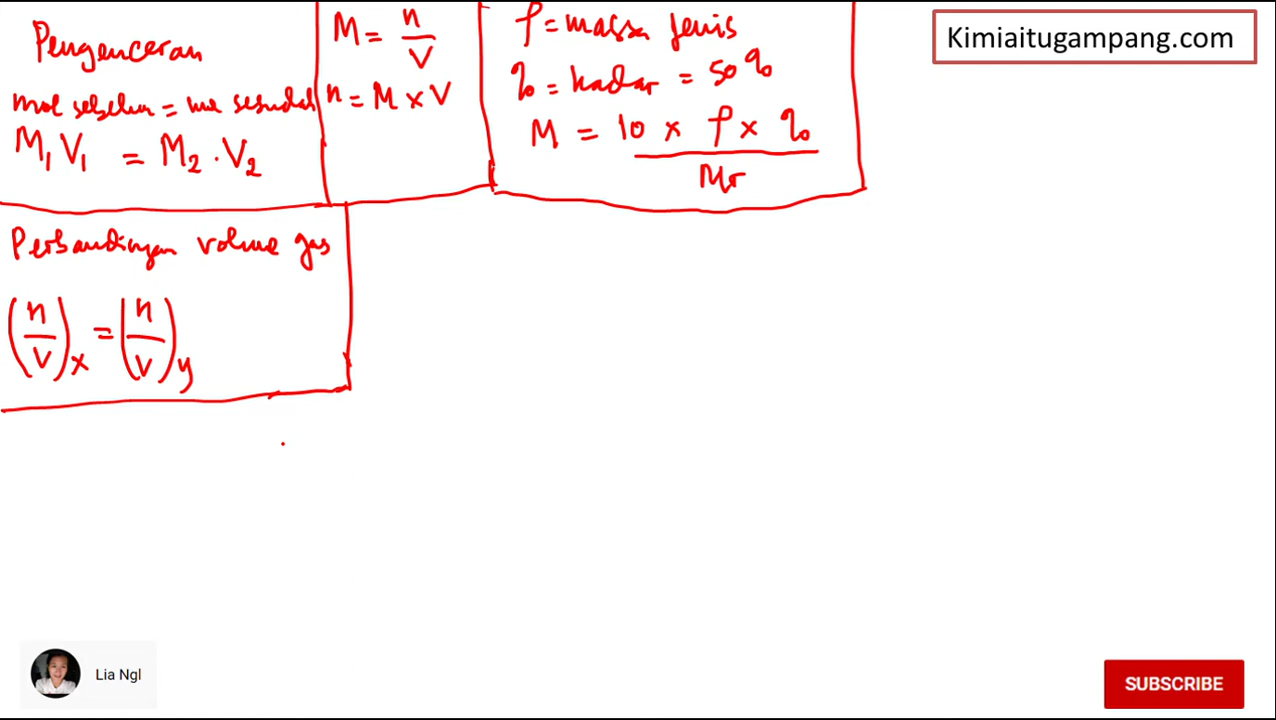 Pengenceran
mol sebelum = mol sesudah
M₁V₁ = M₂ · V₂
M = n / V
n = M × V
ρ = massa jenis
% = kadar = 50%
M = 10 × ρ × % / Mr
Kimiaitugampang.com
Perbandingan volume gas
(n / V)x = (n / V)y
Lia Ngl
SUBSCRIBE